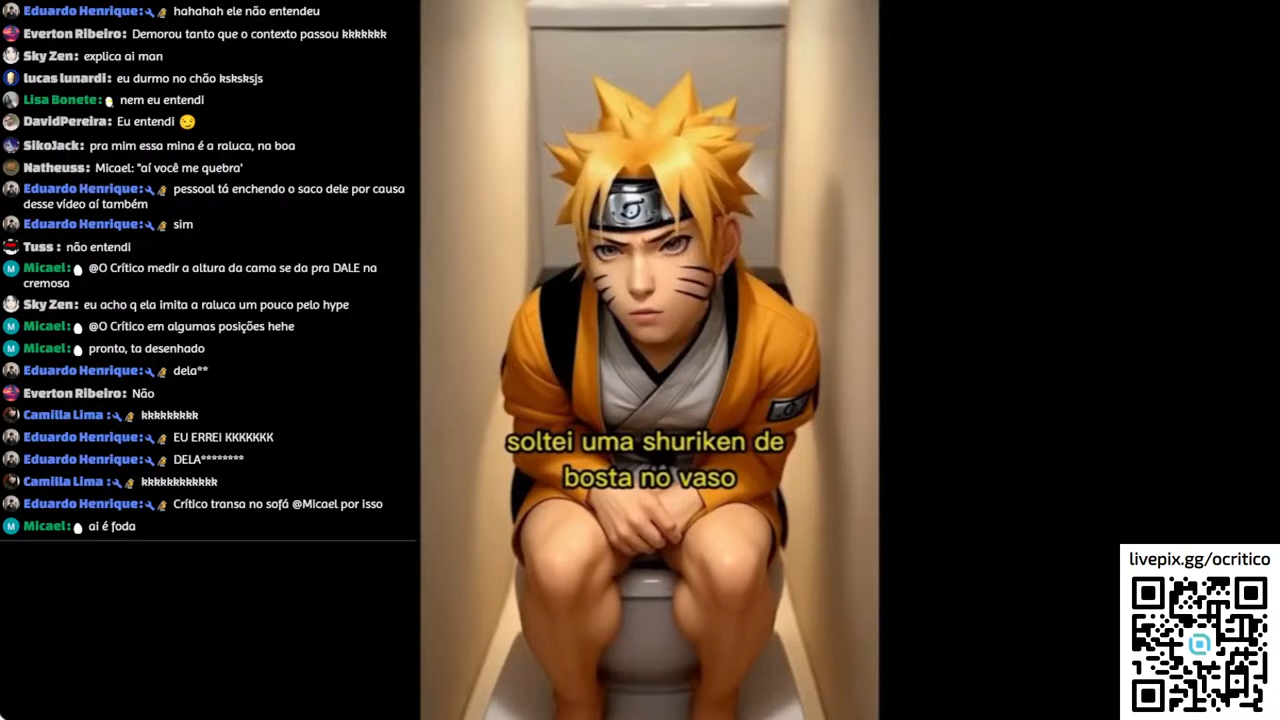 Eduardo Henrique: hahahah ele não entendeu
Everton Ribeiro: Demorou tanto que o contexto passou kkkkkkk
Sky Zen: explica ai man
lucas lunardi: eu durmo no chão ksksksjs
Lisa Bonete: nem eu entendi
DavidPereira: Eu entendi 😏
SikoJack: pra mim essa mina é a raluca, na boa
Natheuss: Micael: "aí você me quebra'
Eduardo Henrique: pessoal tá enchendo o saco dele por causa
desse vídeo aí também
Eduardo Henrique: sim
Tuss : não entendi
Micael: @O Crítico medir a altura da cama se da pra DALE na
cremosa
Sky Zen: eu acho q ela imita a raluca um pouco pelo hype
Micael: @O Crítico em algumas posições hehe
Micael: pronto, ta desenhado
Eduardo Henrique: dela**
Everton Ribeiro: Não
Camilla Lima : kkkkkkkkk
Eduardo Henrique: EU ERREI KKKKKKK
Eduardo Henrique: DELA********
Camilla Lima : kkkkkkkkkkkk
Eduardo Henrique: Crítico transa no sofá @Micael por isso
Micael: ai é foda
soltei uma shuriken de
bosta no vaso
livepix.gg/ocritico